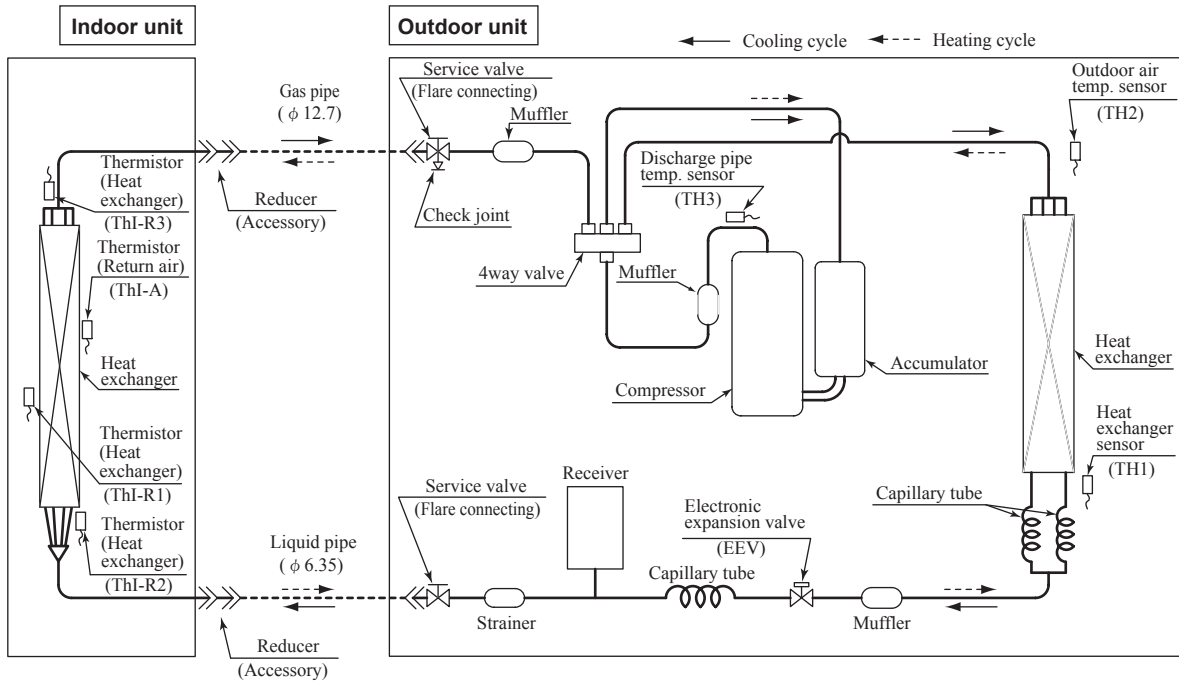 Indoor unit
Outdoor unit
Cooling cycle
Heating cycle
Service valve
(Flare connecting)
Muffler
Gas pipe
( ϕ 12.7)
Outdoor air
temp. sensor
(TH2)
Thermistor
(Heat
exchanger)
(ThI-R3)
Reducer
(Accessory)
Check joint
Discharge pipe
temp. sensor
(TH3)
Thermistor
(Return air)
(ThI-A)
4way valve
Muffler
Heat
exchanger
Compressor
Accumulator
Heat
exchanger
Thermistor
(Heat
exchanger)
(ThI-R1)
Heat
exchanger
sensor
(TH1)
Receiver
Service valve
(Flare connecting)
Electronic
expansion valve
(EEV)
Capillary tube
Thermistor
(Heat
exchanger)
(ThI-R2)
Liquid pipe
( ϕ 6.35)
Capillary tube
Strainer
Muffler
Reducer
(Accessory)